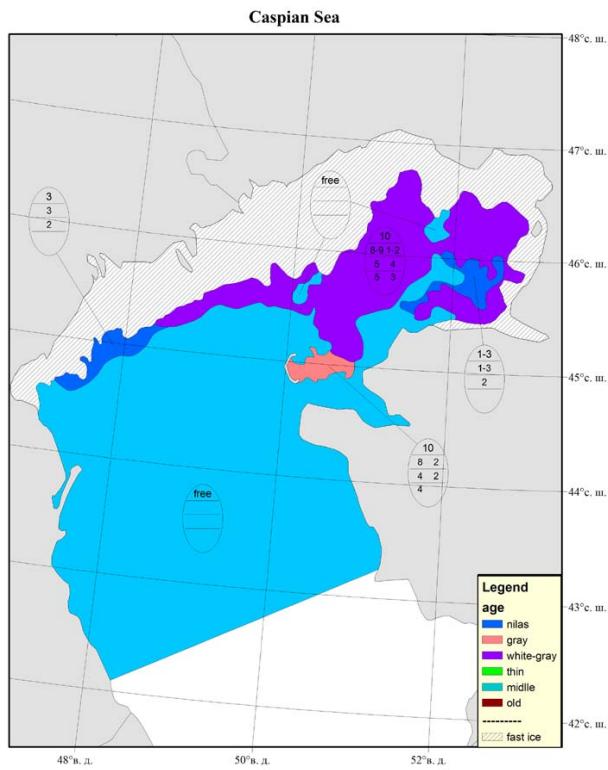 Caspian Sea
48°с. ш.
47°с. ш.
46°с. ш.
45°с. ш.
44°с. ш.
43°с. ш.
42°с. ш.
free
3
3
2
10
8-9 1-2
5 4
5 3
1-3
1-3
2
10
8 2
4 2
4
free
Legend
age
nilas
gray
white-gray
thin
midlle
old
---------
fast ice
48°в. д.
50°в. д.
52°в. д.